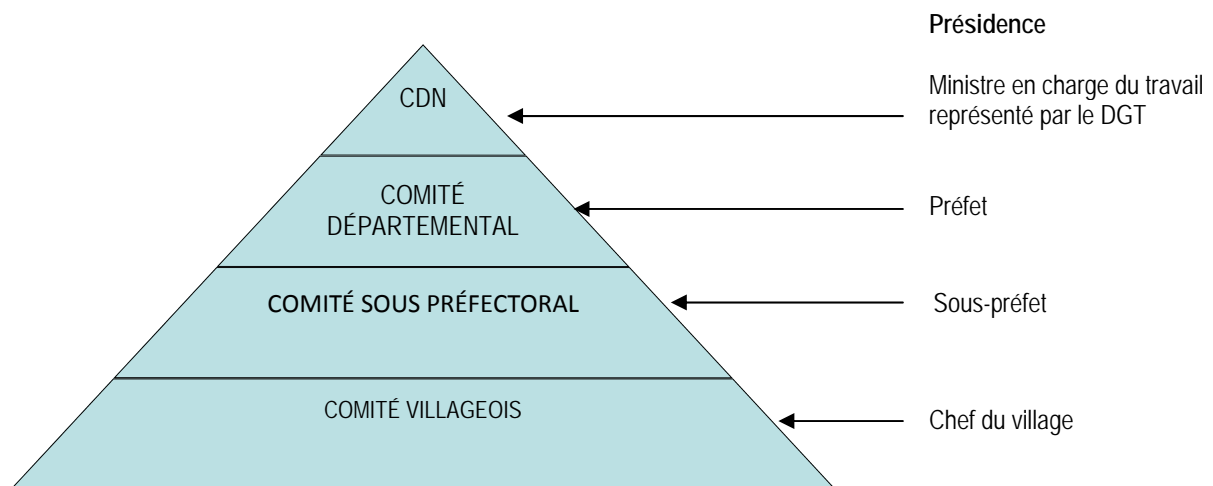 Présidence
CDN
Ministre en charge du travail
représenté par le DGT
COMITÉ
DÉPARTEMENTAL
Préfet
COMITÉ SOUS PRÉFECTORAL
Sous-préfet
COMITÉ VILLAGEOIS
Chef du village